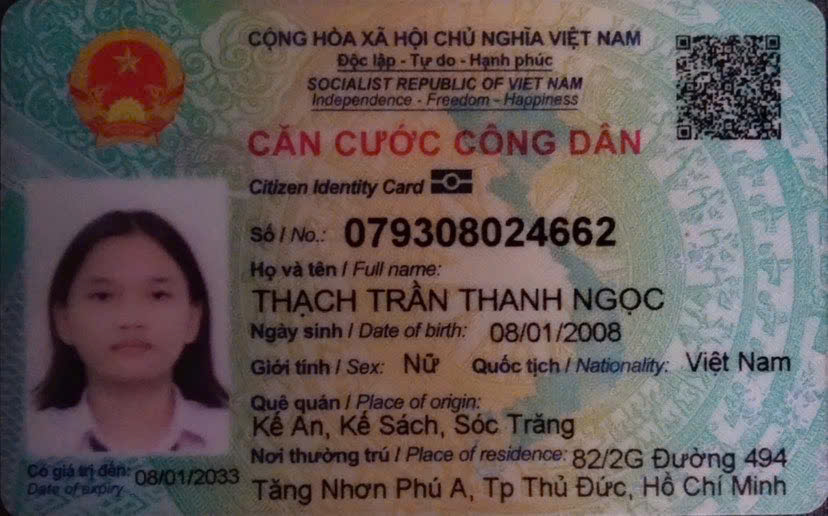 CỘNG HÒA XÃ HỘI CHỦ NGHĨA VIỆT NAM
Độc lập - Tự do - Hạnh phúc
SOCIALIST REPUBLIC OF VIET NAM
Independence - Freedom - Happiness
CĂN CƯỚC CÔNG DÂN
Citizen Identity Card
Số / No.: 079308024662
Họ và tên / Full name:
THẠCH TRẦN THANH NGỌC
Ngày sinh / Date of birth: 08/01/2008
Giới tính / Sex: Nữ Quốc tịch / Nationality: Việt Nam
Quê quán / Place of origin:
Kế An, Kế Sách, Sóc Trăng
Nơi thường trú / Place of residence: 82/2G Đường 494
Tăng Nhơn Phú A, Tp Thủ Đức, Hồ Chí Minh
Có giá trị đến: 08/01/2033
Date of expiry